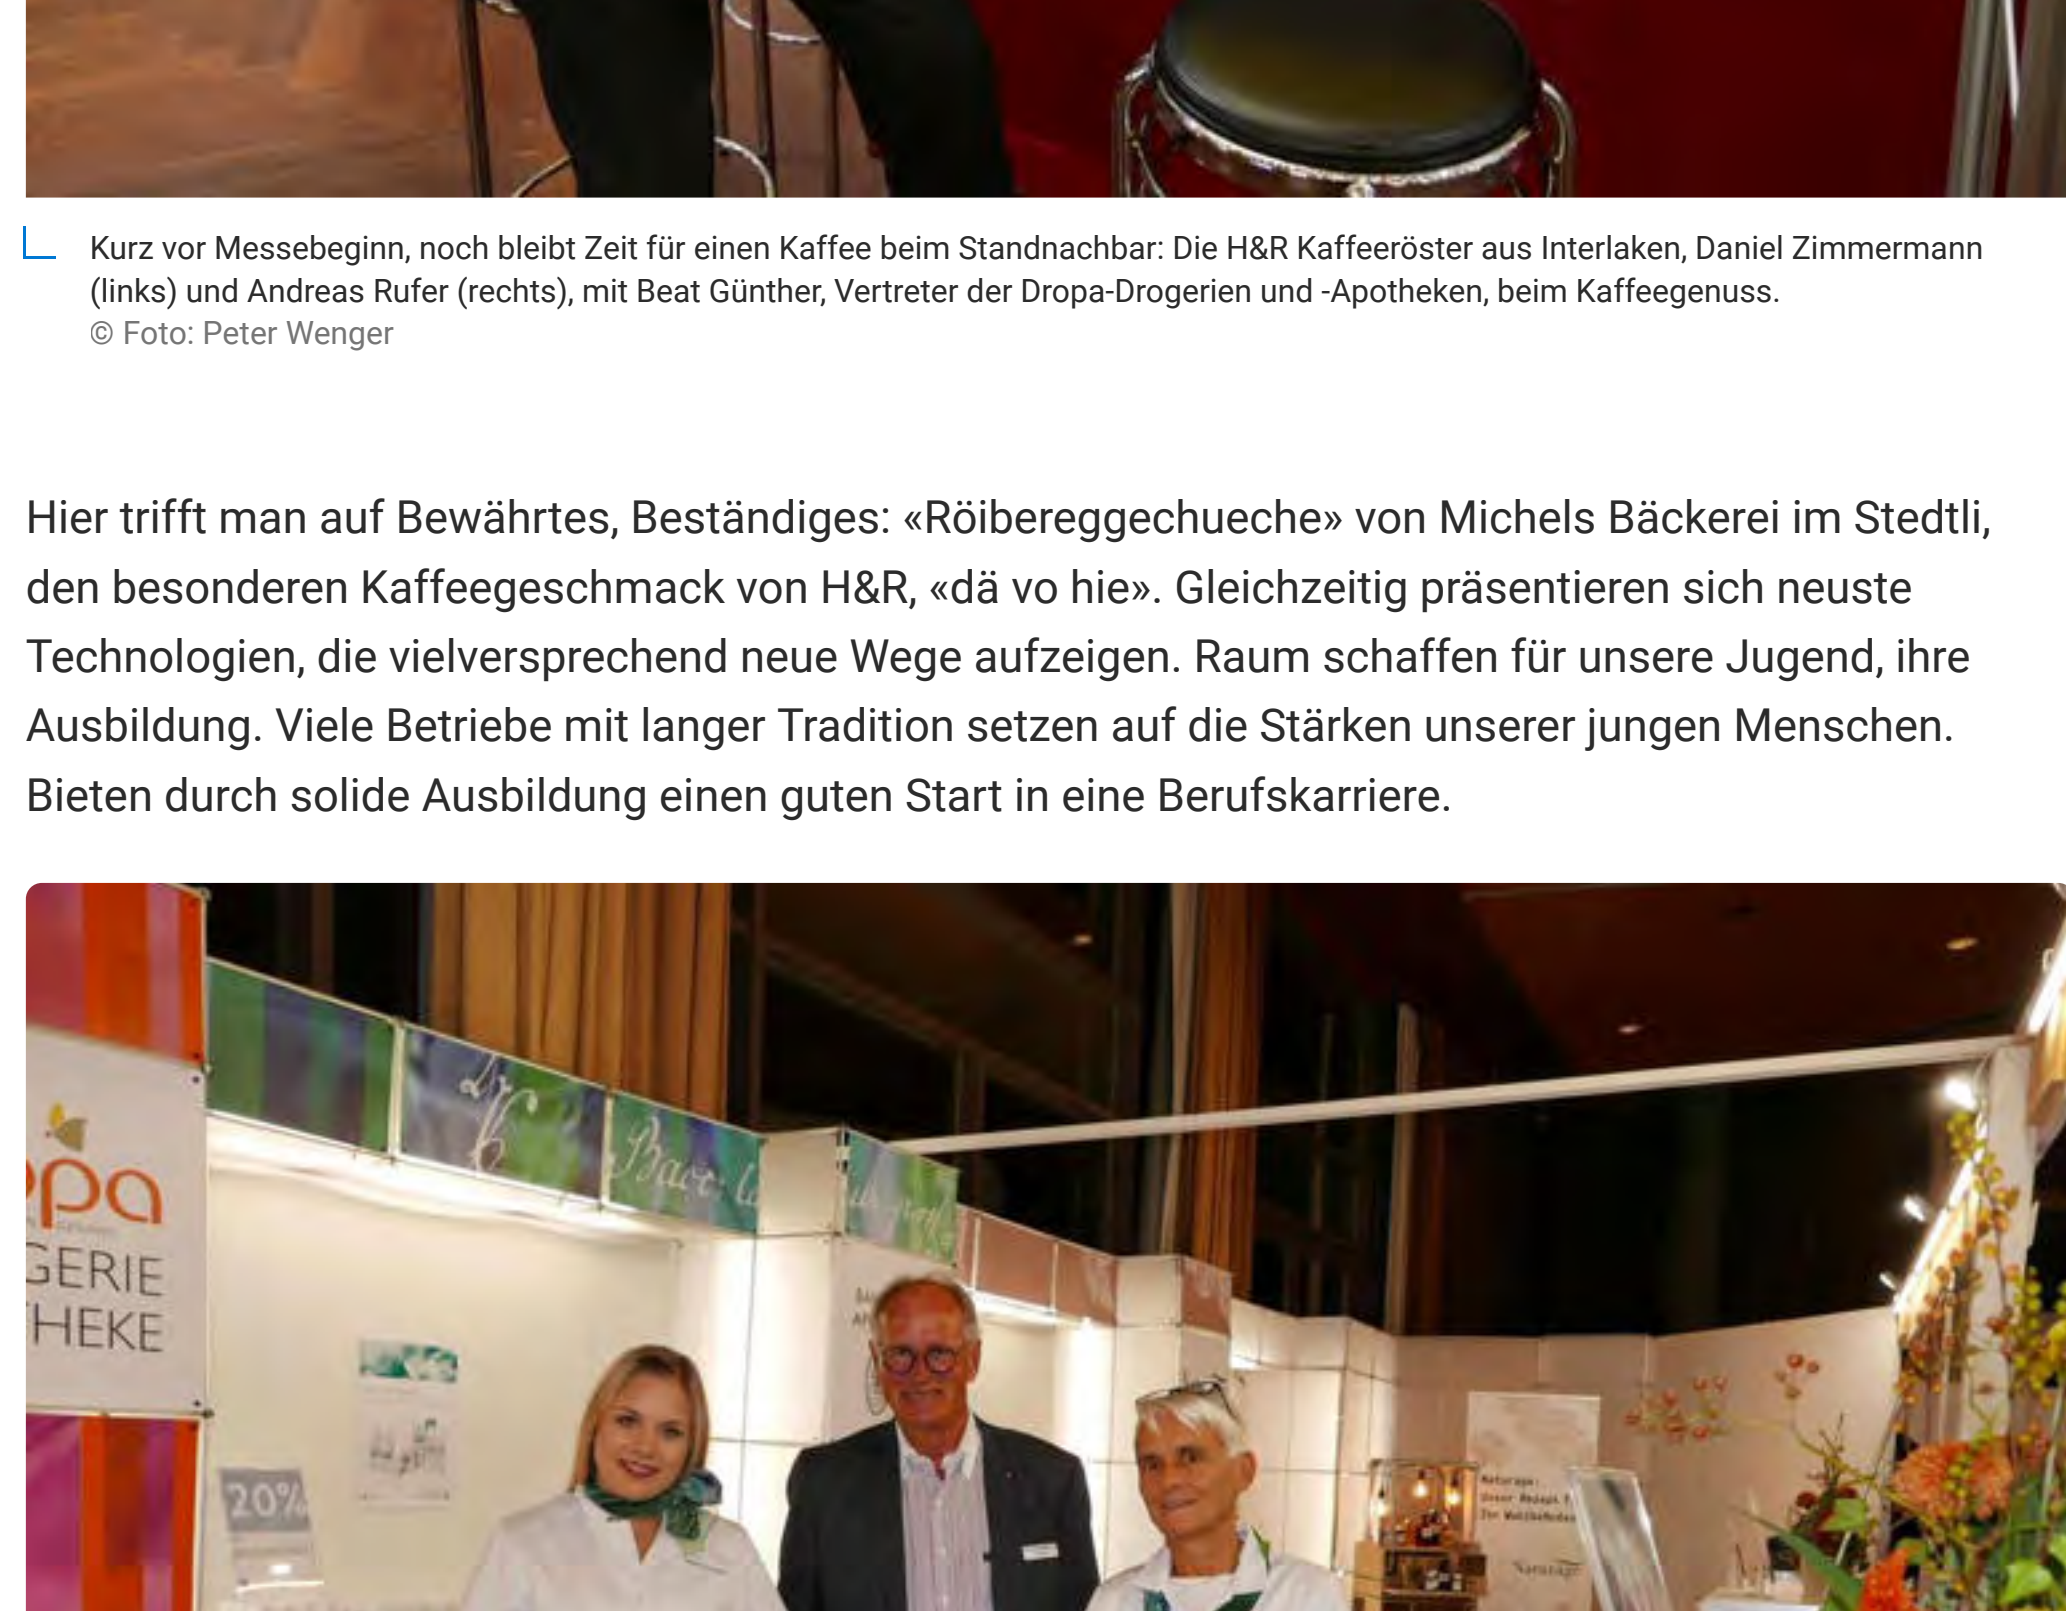 Kurz vor Messebeginn, noch bleibt Zeit für einen Kaffee beim Standnachbar: Die H&R Kaffeeröster aus Interlaken, Daniel Zimmermann
(links) und Andreas Rufer (rechts), mit Beat Günther, Vertreter der Dropa-Drogerien und -Apotheken, beim Kaffeegenuss.
© Foto: Peter Wenger
Hier trifft man auf Bewährtes, Beständiges: «Röibereggechueche» von Michels Bäckerei im Stedtli,
den besonderen Kaffeegeschmack von H&R, «dä vo hie». Gleichzeitig präsentieren sich neuste
Technologien, die vielversprechend neue Wege aufzeigen. Raum schaffen für unsere Jugend, ihre
Ausbildung. Viele Betriebe mit langer Tradition setzen auf die Stärken unserer jungen Menschen.
Bieten durch solide Ausbildung einen guten Start in eine Berufskarriere.
opa
GERIE
THEKE
20%